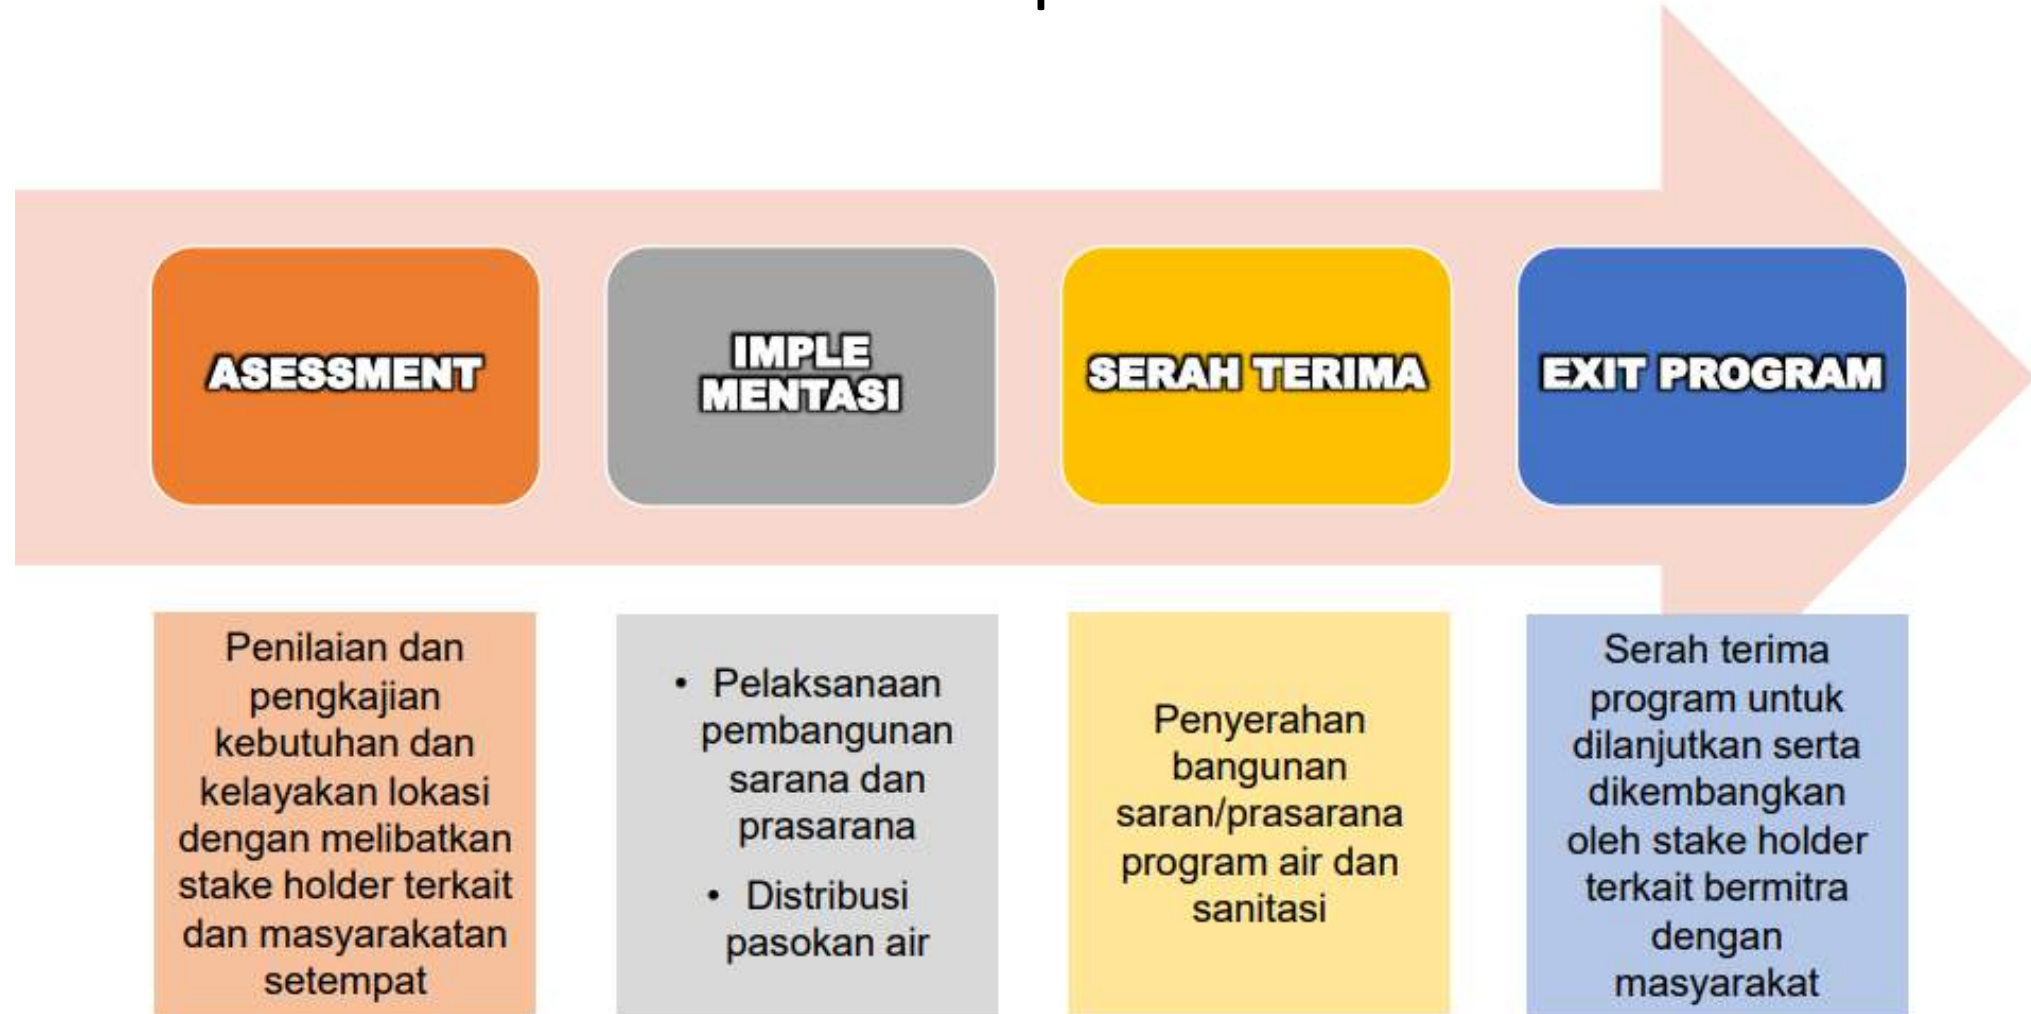 ASESSMENT
IMPLE
MENTASI
SERAH TERIMA
EXIT PROGRAM
Penilaian dan
pengkajian
kebutuhan dan
kelayakan lokasi
dengan melibatkan
stake holder terkait
dan masyarakatan
setempat
• Pelaksanaan
pembangunan
sarana dan
prasarana
• Distribusi
pasokan air
Penyerahan
bangunan
saran/prasarana
program air dan
sanitasi
Serah terima
program untuk
dilanjutkan serta
dikembangkan
oleh stake holder
terkait bermitra
dengan
masyarakat